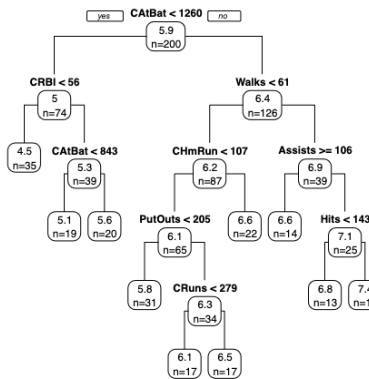 CAtBat < 1260
yes
no
5.9
n=200
CRBI < 56
Walks < 61
5
n=74
6.4
n=126
CAtBat < 843
CHmRun < 107
Assists >= 106
4.5
n=35
5.3
n=39
6.2
n=87
6.9
n=39
PutOuts < 205
Hits < 143
5.1
n=19
5.6
n=20
6.1
n=65
6.6
n=22
6.6
n=14
7.1
n=25
CRuns < 279
5.8
n=31
6.3
n=34
6.8
n=13
6.1
n=17
6.5
n=17